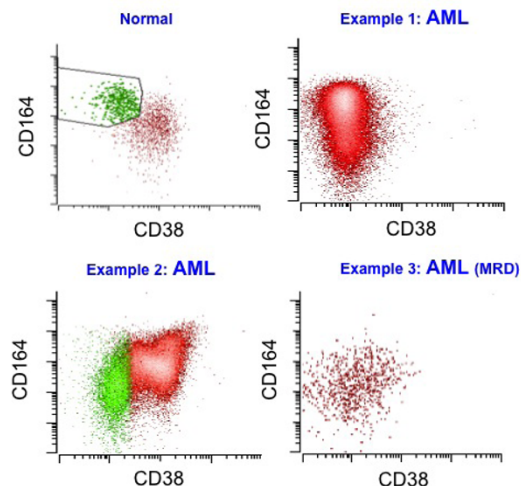 Normal
Example 1: AML
CD164
CD164
CD38
CD38
Example 2: AML
Example 3: AML (MRD)
CD164
CD164
CD38
CD38